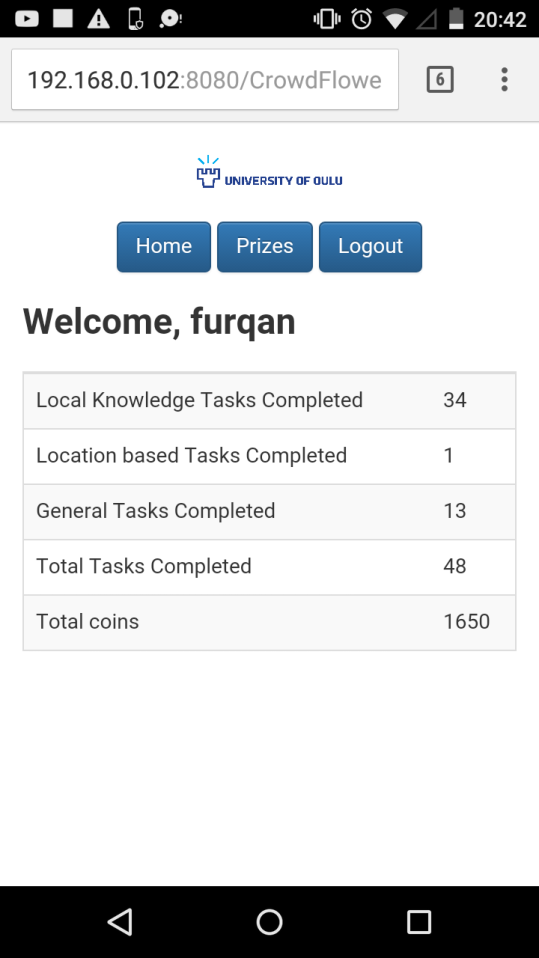 20:42
192.168.0.102:8080/CrowdFlowe
6
UNIVERSITY OF OULU
Home Prizes Logout
Welcome, furqan
Local Knowledge Tasks Completed 34
Location based Tasks Completed 1
General Tasks Completed 13
Total Tasks Completed 48
Total coins 1650